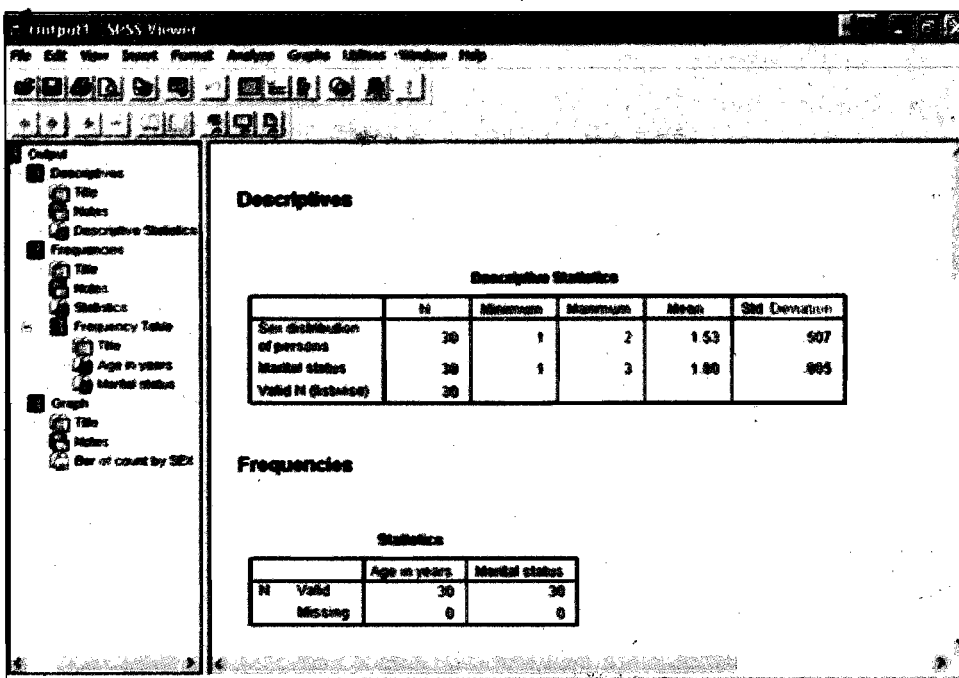 Output1 - SPSS Viewer
File Edit View Insert Format Analyze Graphs Utilities Window Help
Output
Descriptives
Title
Notes
Descriptive Statistics
Frequencies
Title
Notes
Statistics
Frequency Table
Title
Age in years
Marital status
Graph
Title
Notes
Bar of count by SEX
Descriptives
Descriptive Statistics
N Minimum Maximum Mean Std. Deviation
Sex distribution of persons 30 1 2 1.53 .507
Marital status 30 1 3 1.80
Valid N (listwise) 30
Frequencies
Statistics
Age in years Marital status
N Valid 30 30
Missing 0 0